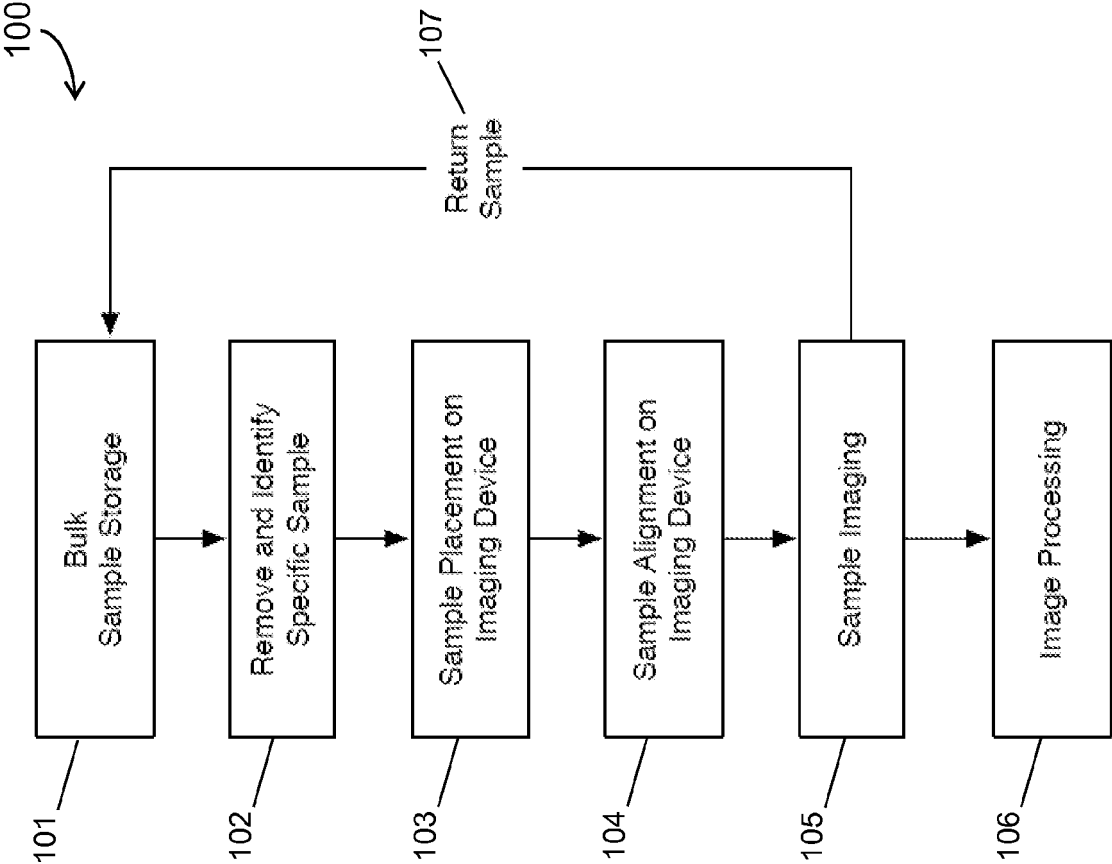 100
101
Bulk
Sample Storage
102
Remove and Identify
Specific Sample
103
Sample Placement on
Imaging Device
104
Sample Alignment on
Imaging Device
105
Sample Imaging
106
Image Processing
Return
Sample
107